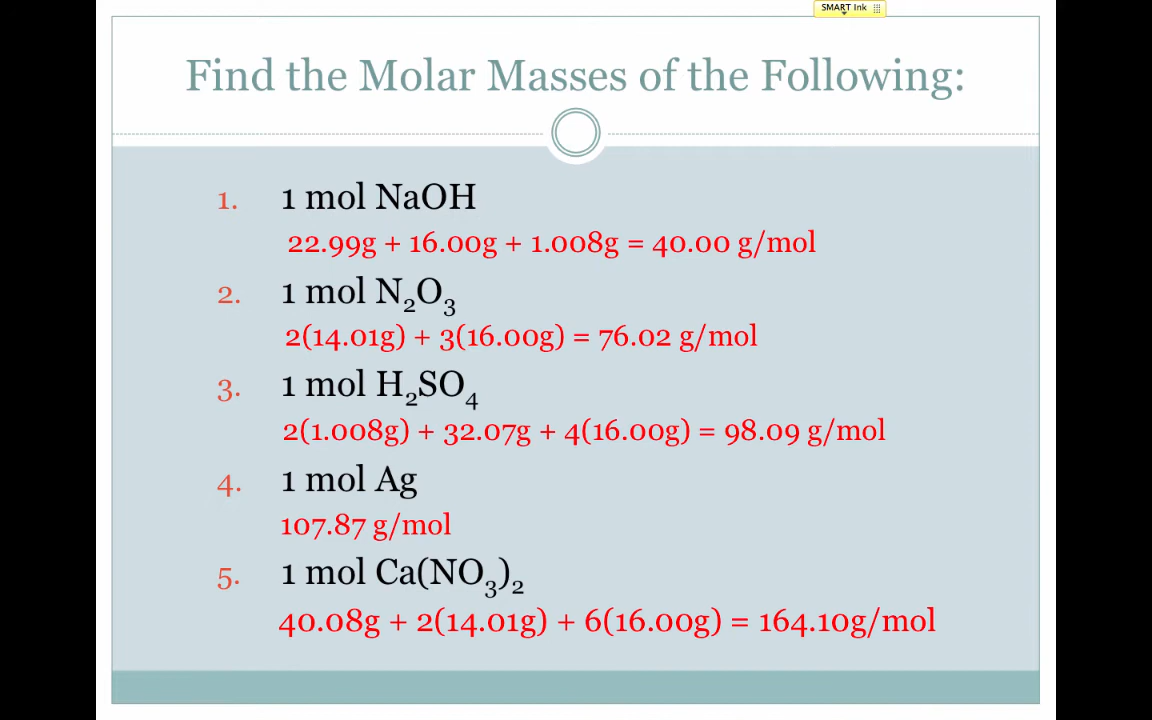 SMART Ink
Find the Molar Masses of the Following:
1. 1 mol NaOH
22.99g + 16.00g + 1.008g = 40.00 g/mol
2. 1 mol N₂O₃
2(14.01g) + 3(16.00g) = 76.02 g/mol
3. 1 mol H₂SO₄
2(1.008g) + 32.07g + 4(16.00g) = 98.09 g/mol
4. 1 mol Ag
107.87 g/mol
5. 1 mol Ca(NO₃)₂
40.08g + 2(14.01g) + 6(16.00g) = 164.10g/mol